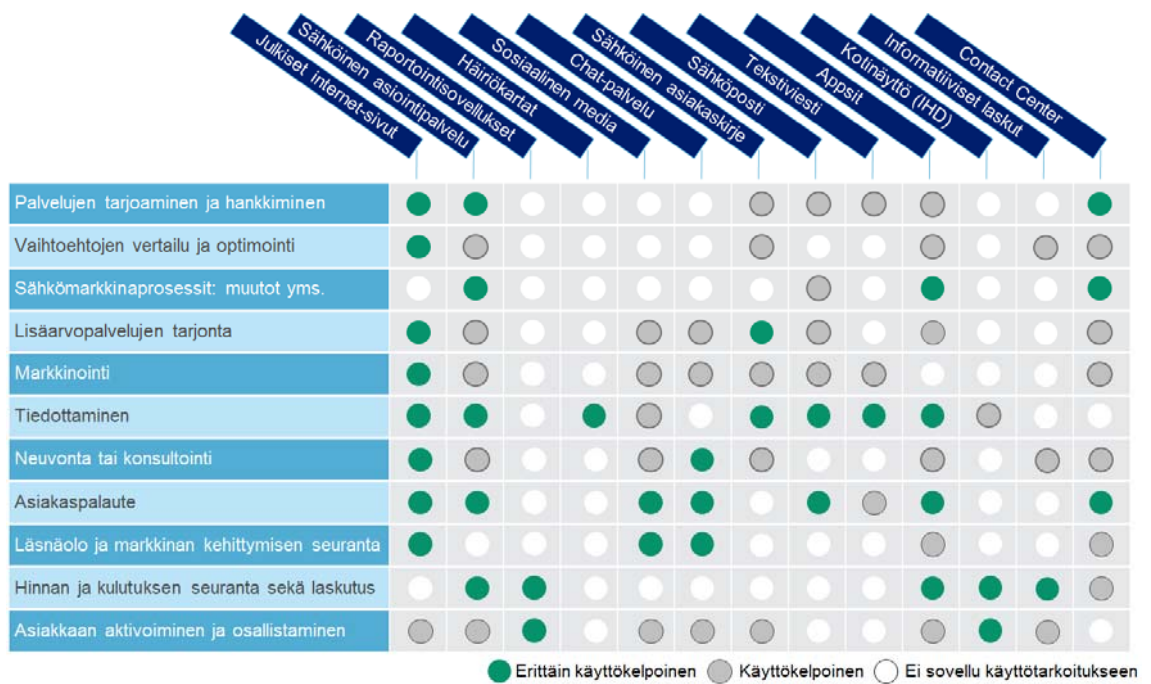 Julkiset internet-sivut
Sähköinen asiointipalvelu
Raportointisovellukset
Häiriökartat
Sosiaalinen media
Chat-palvelu
Sähköinen asiakaskirje
Sähköposti
Tekstiviesti
Appsit
Kotinäyttö (IHD)
Informatiiviset laskut
Contact Center
Palvelujen tarjoaminen ja hankkiminen
Vaihtoehtojen vertailu ja optimointi
Sähkömarkkinaprosessit: muutot yms.
Lisäarvopalvelujen tarjonta
Markkinointi
Tiedottaminen
Neuvonta tai konsultointi
Asiakaspalaute
Läsnäolo ja markkinan kehittymisen seuranta
Hinnan ja kulutuksen seuranta sekä laskutus
Asiakkaan aktivoiminen ja osallistaminen
Erittäin käyttökelpoinen Käyttökelpoinen Ei sovellu käyttötarkoitukseen